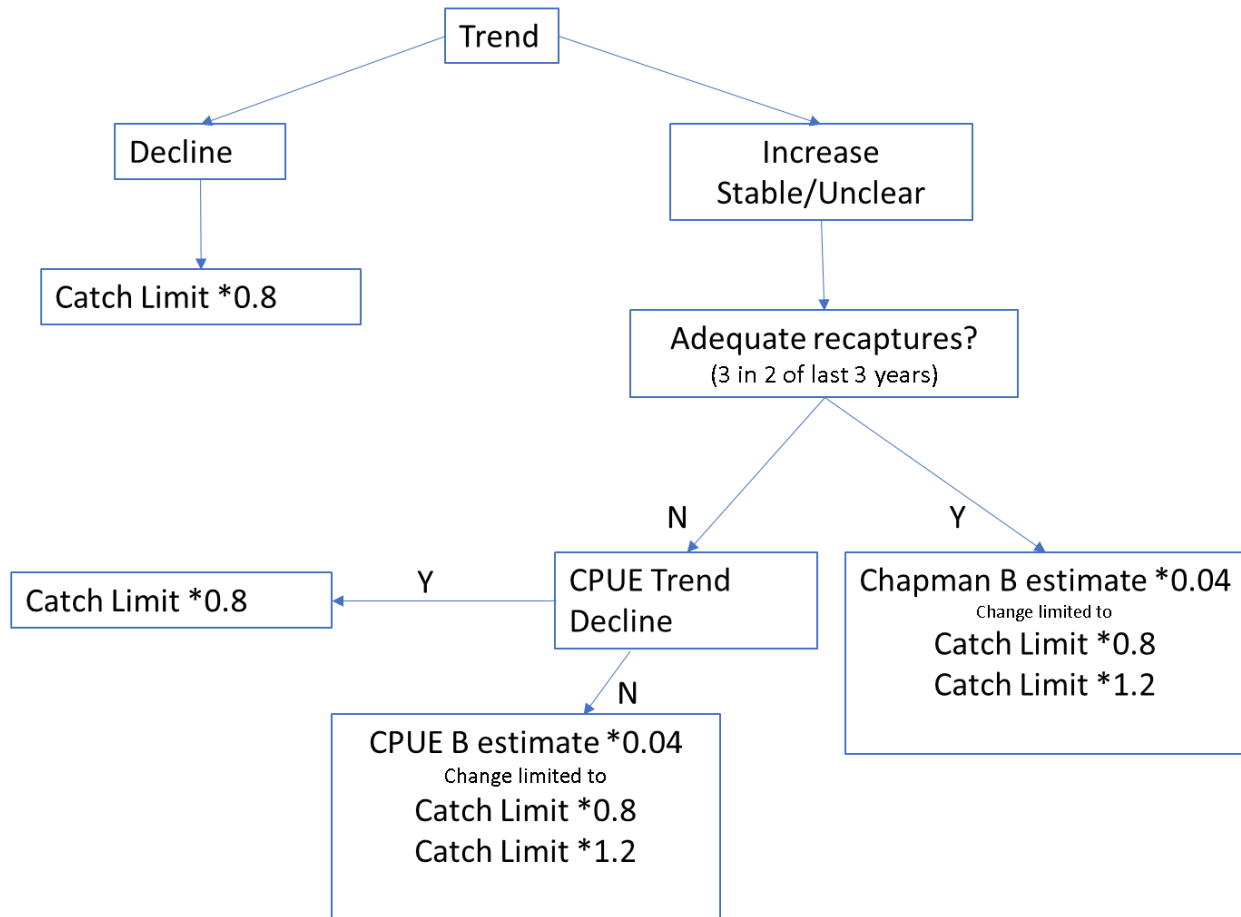 Trend
Decline
Increase
Stable/Unclear
Catch Limit *0.8
Adequate recaptures?
(3 in 2 of last 3 years)
N
Y
Catch Limit *0.8
Y
CPUE Trend
Decline
Chapman B estimate *0.04
Change limited to
Catch Limit *0.8
Catch Limit *1.2
N
CPUE B estimate *0.04
Change limited to
Catch Limit *0.8
Catch Limit *1.2